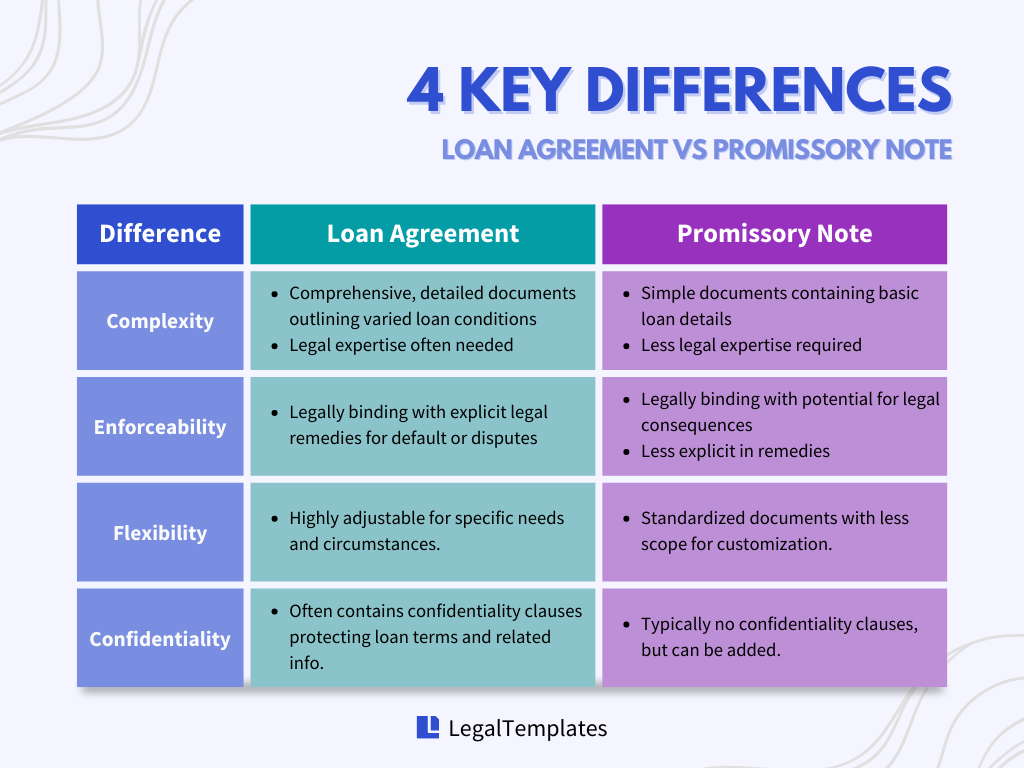 4 KEY DIFFERENCES
LOAN AGREEMENT VS PROMISSORY NOTE
Difference
Loan Agreement
Promissory Note
Complexity
• Comprehensive, detailed documents
outlining varied loan conditions
• Legal expertise often needed
• Simple documents containing basic
loan details
• Less legal expertise required
Enforceability
• Legally binding with explicit legal
remedies for default or disputes
• Legally binding with potential for legal
consequences
• Less explicit in remedies
Flexibility
• Highly adjustable for specific needs
and circumstances.
• Standardized documents with less
scope for customization.
Confidentiality
• Often contains confidentiality clauses
protecting loan terms and related
info.
• Typically no confidentiality clauses,
but can be added.
LegalTemplates